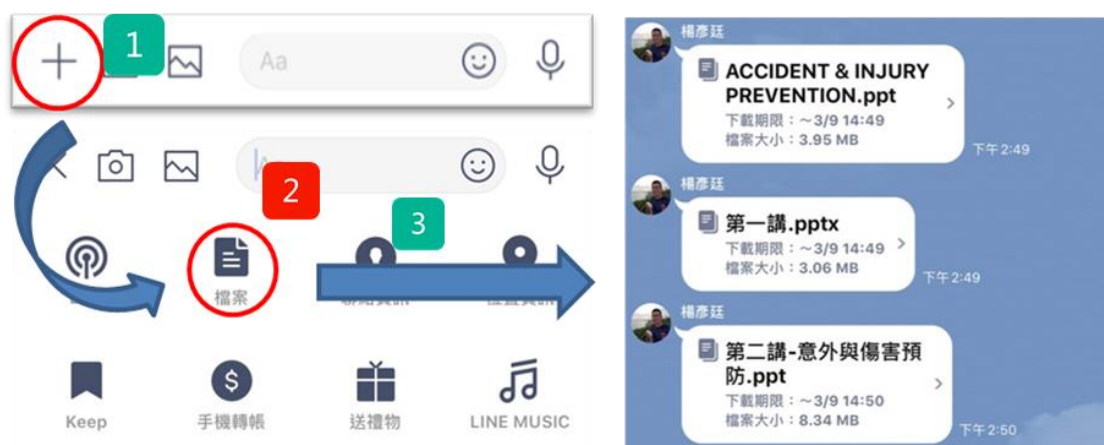 1
Aa
2
3
檔案
Keep
手機轉帳
送禮物
LINE MUSIC
楊彥廷
ACCIDENT & INJURY
PREVENTION.ppt
下載期限：～3/9 14:49
檔案大小：3.95 MB
下午2:49
楊彥廷
第一講.pptx
下載期限：～3/9 14:49
檔案大小：3.06 MB
下午2:49
楊彥廷
第二講-意外與傷害預
防.ppt
下載期限：～3/9 14:50
檔案大小：8.34 MB
下午2:50